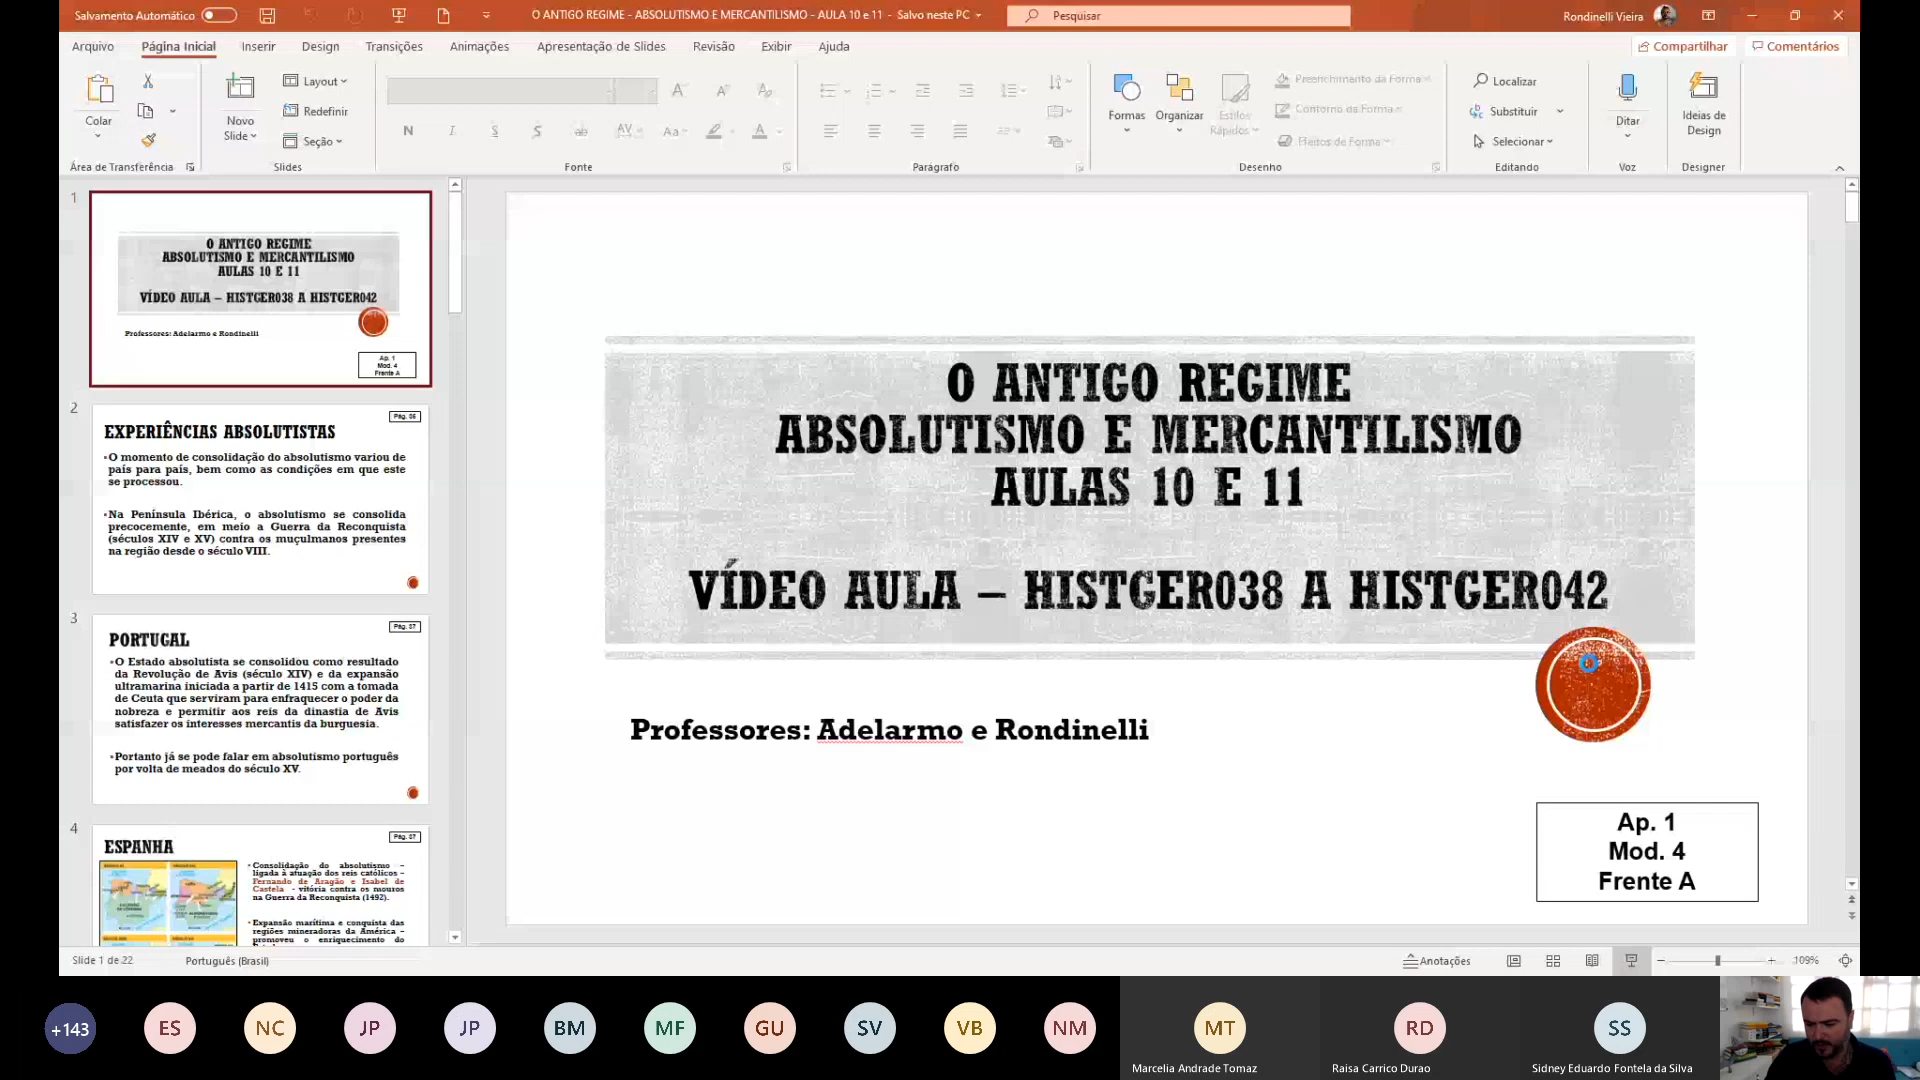 Salvamento Automático
O ANTIGO REGIME - ABSOLUTISMO E MERCANTILISMO - AULA 10 e 11 - Salvo neste PC
Pesquisar
Rondinelli Vieira
Arquivo
Página Inicial
Inserir
Design
Transições
Animações
Apresentação de Slides
Revisão
Exibir
Ajuda
Compartilhar
Comentários
Colar
Novo
Slide
Layout
Redefinir
Seção
Formas
Organizar
Estilos
Rápidos
Preenchimento da Forma
Contorno da Forma
Efeitos de Forma
Localizar
Substituir
Selecionar
Ditar
Ideias de
Design
Área de Transferência
Slides
Fonte
Parágrafo
Desenho
Editando
Voz
Designer
1
O ANTIGO REGIME
ABSOLUTISMO E MERCANTILISMO
AULAS 10 E 11
VÍDEO AULA – HISTGER038 A HISTGER042
Professores: Adelarmo e Rondinelli
Ap. 1
Mod. 4
Frente A
2
Pág. 36
EXPERIÊNCIAS ABSOLUTISTAS
▪O momento de consolidação do absolutismo variou de
país para país, bem como as condições em que este
se processou.
▪Na Península Ibérica, o absolutismo se consolida
precocemente, em meio a Guerra da Reconquista
(séculos XIV e XV) contra os muçulmanos presentes
na região desde o século VIII.
3
Pág. 37
PORTUGAL
▪O Estado absolutista se consolidou como resultado
da Revolução de Avis (século XIV) e da expansão
ultramarina iniciada a partir de 1415 com a tomada
de Ceuta que serviram para enfraquecer o poder da
nobreza e permitir aos reis da dinastia de Avis
satisfazer os interesses mercantis da burguesia.
▪Portanto já se pode falar em absolutismo português
por volta de meados do século XV.
4
Pág. 37
ESPANHA
▪ Consolidação do absolutismo –
ligada à atuação dos reis católicos –
Fernando de Aragão e Isabel de
Castela - vitória contra os mouros
na Guerra da Reconquista (1492).
▪ Expansão marítima e conquista das
regiões mineradoras da América –
promoveu o enriquecimento do
O ANTIGO REGIME
ABSOLUTISMO E MERCANTILISMO
AULAS 10 E 11
VÍDEO AULA – HISTGER038 A HISTGER042
Professores: Adelarmo e Rondinelli
Ap. 1
Mod. 4
Frente A
Slide 1 de 22
Português (Brasil)
Anotações
109%
+143
ES
NC
JP
JP
BM
MF
GU
SV
VB
NM
MT
Marcelia Andrade Tomaz
RD
Raisa Carrico Durao
SS
Sidney Eduardo Fontela da Silva